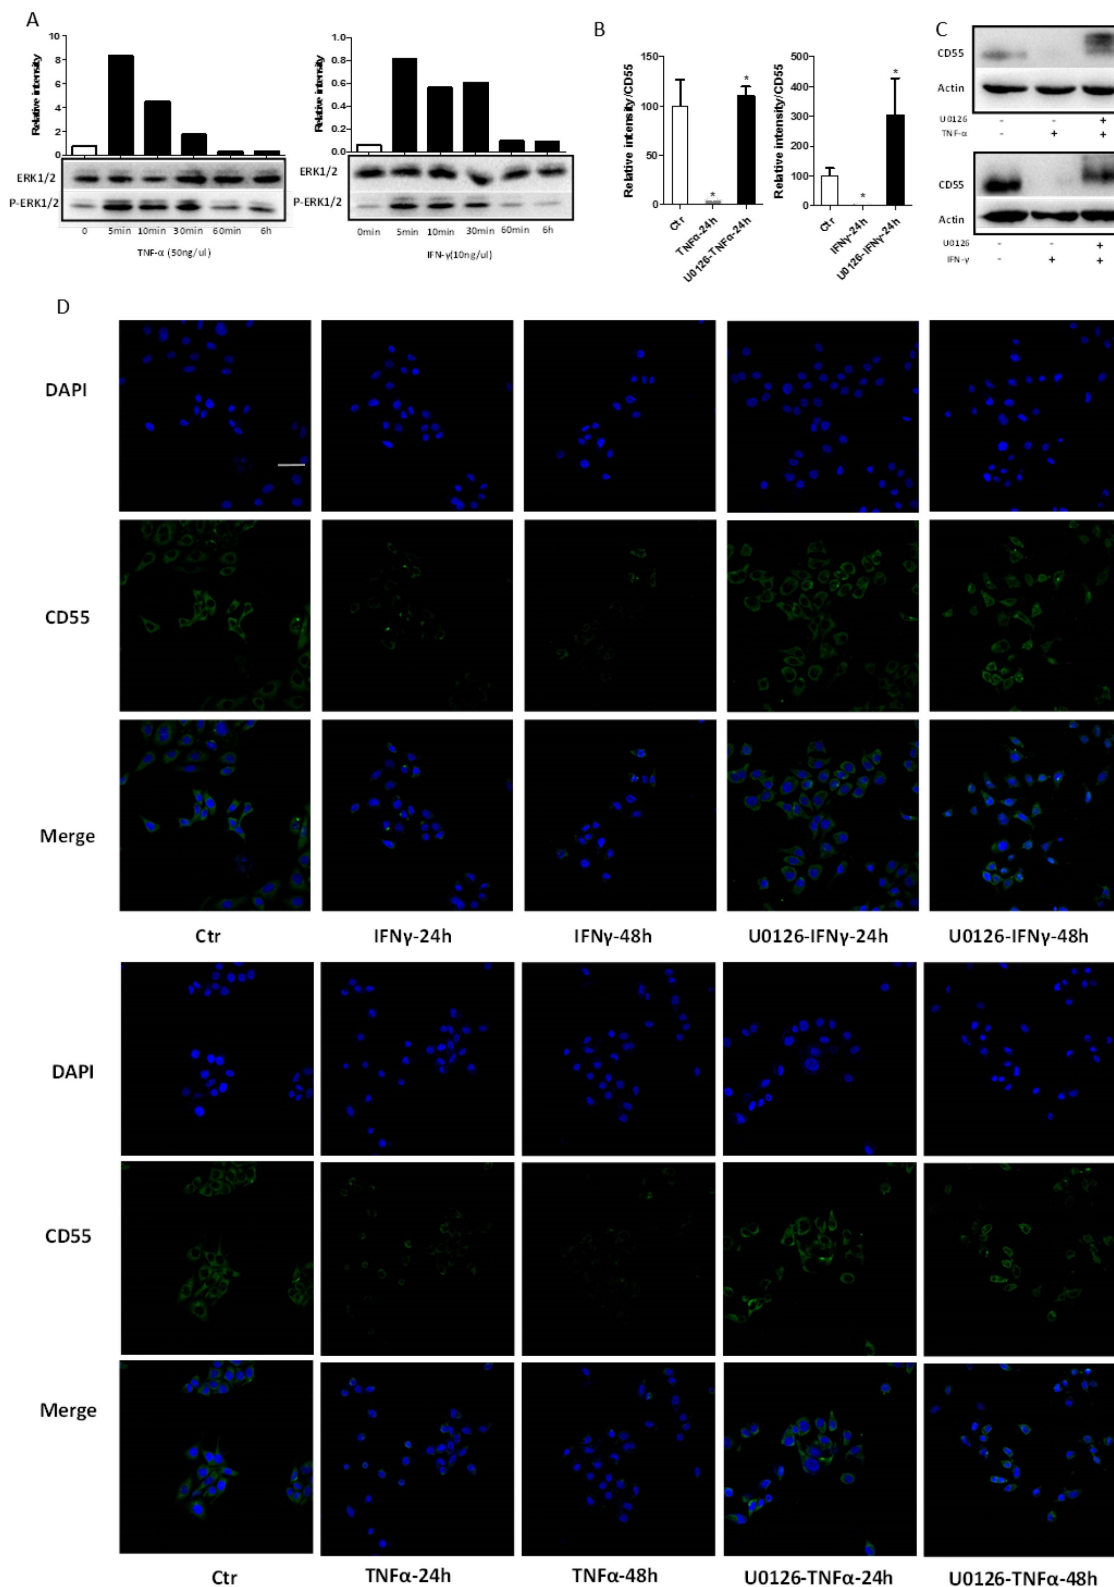 A
Relative intensity
10
8
6
4
2
0
ERK1/2
P-ERK1/2
0 5min 10min 30min 60min 6h
TNF-α (50ng/ul)
Relative intensity
1.0
0.8
0.6
0.4
0.2
0.0
ERK1/2
P-ERK1/2
0min 5min 10min 30min 60min 6h
IFN-γ(10ng/ul)
B
Relative intensity/CD55
150
100
50
0
* *
Ctr
TNFα-24h
U0126-TNFα-24h
Relative intensity/CD55
500
400
300
200
100
0
* *
Ctr
IFNγ-24h
U0126-IFNγ-24h
C
CD55
Actin
U0126 - - +
TNF-α - + +
CD55
Actin
U0126 - - +
IFN-γ - + +
D
DAPI
CD55
Merge
Ctr IFNγ-24h IFNγ-48h U0126-IFNγ-24h U0126-IFNγ-48h
DAPI
CD55
Merge
Ctr TNFα-24h TNFα-48h U0126-TNFα-24h U0126-TNFα-48h